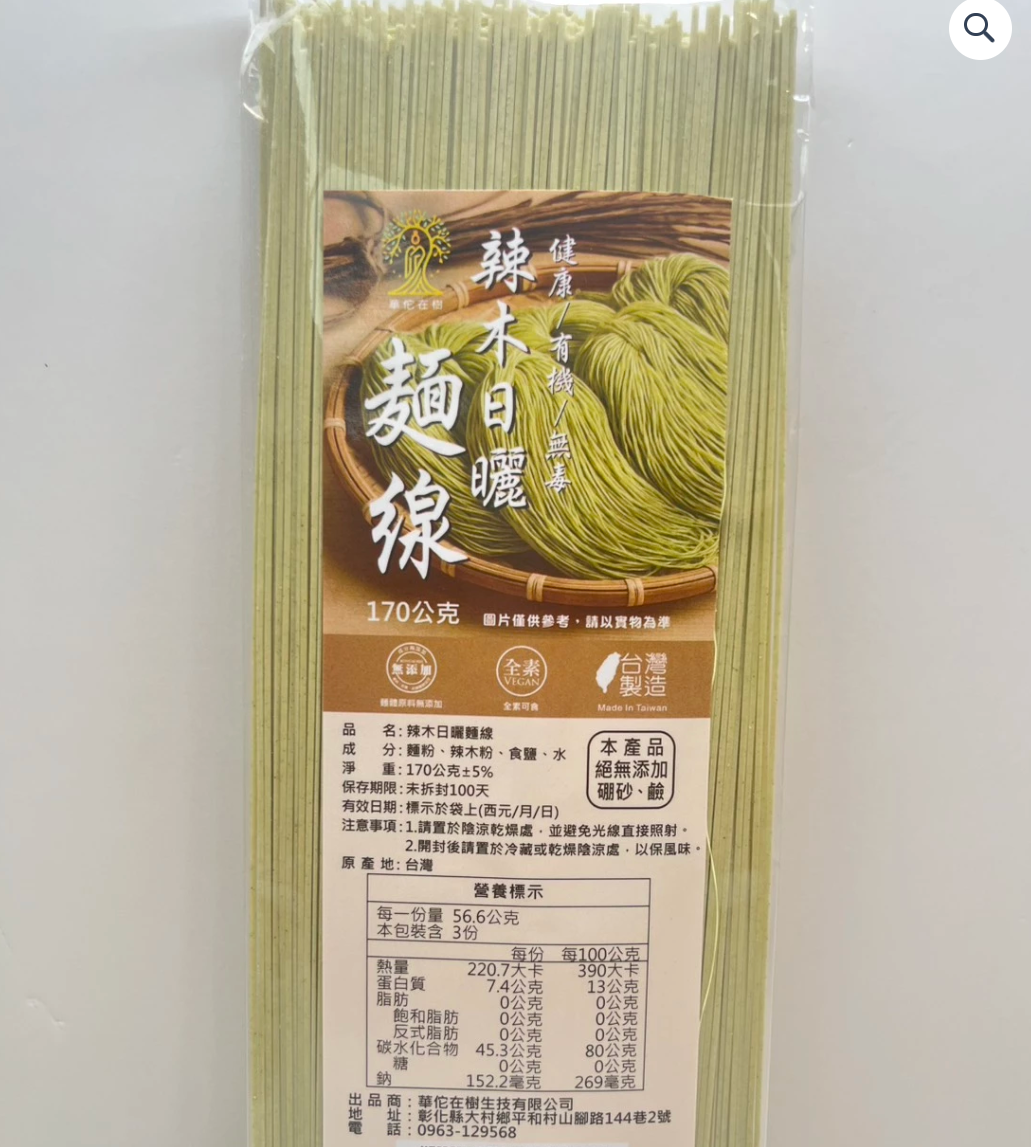 華佗在樹
健康/有機/無毒
辣木日曬
麵線
170公克
圖片僅供參考，請以實物為準
無添加
麵體原料無添加
全素
VEGAN
全素可食
台灣
製造
Made In Taiwan
品名:辣木日曬麵線
成分:麵粉、辣木粉、食鹽、水
淨重:170公克±5%
保存期限:未拆封100天
有效日期:標示於袋上(西元/月/日)
注意事項:1.請置於陰涼乾燥處，並避免光線直接照射。
2.開封後請置於冷藏或乾燥陰涼處，以保風味。
原產地:台灣
本產品
絕無添加
硼砂、鹼
營養標示
每一份量 56.6公克
本包裝含 3份
每份 每100公克
熱量 220.7大卡 390大卡
蛋白質 7.4公克 13公克
脂肪 0公克 0公克
飽和脂肪 0公克 0公克
反式脂肪 0公克 0公克
碳水化合物 45.3公克 80公克
糖 0公克 0公克
鈉 152.2毫克 269毫克
出品商:華佗在樹生技有限公司
地址:彰化縣大村鄉平和村山腳路144巷2號
電話:0963-129568